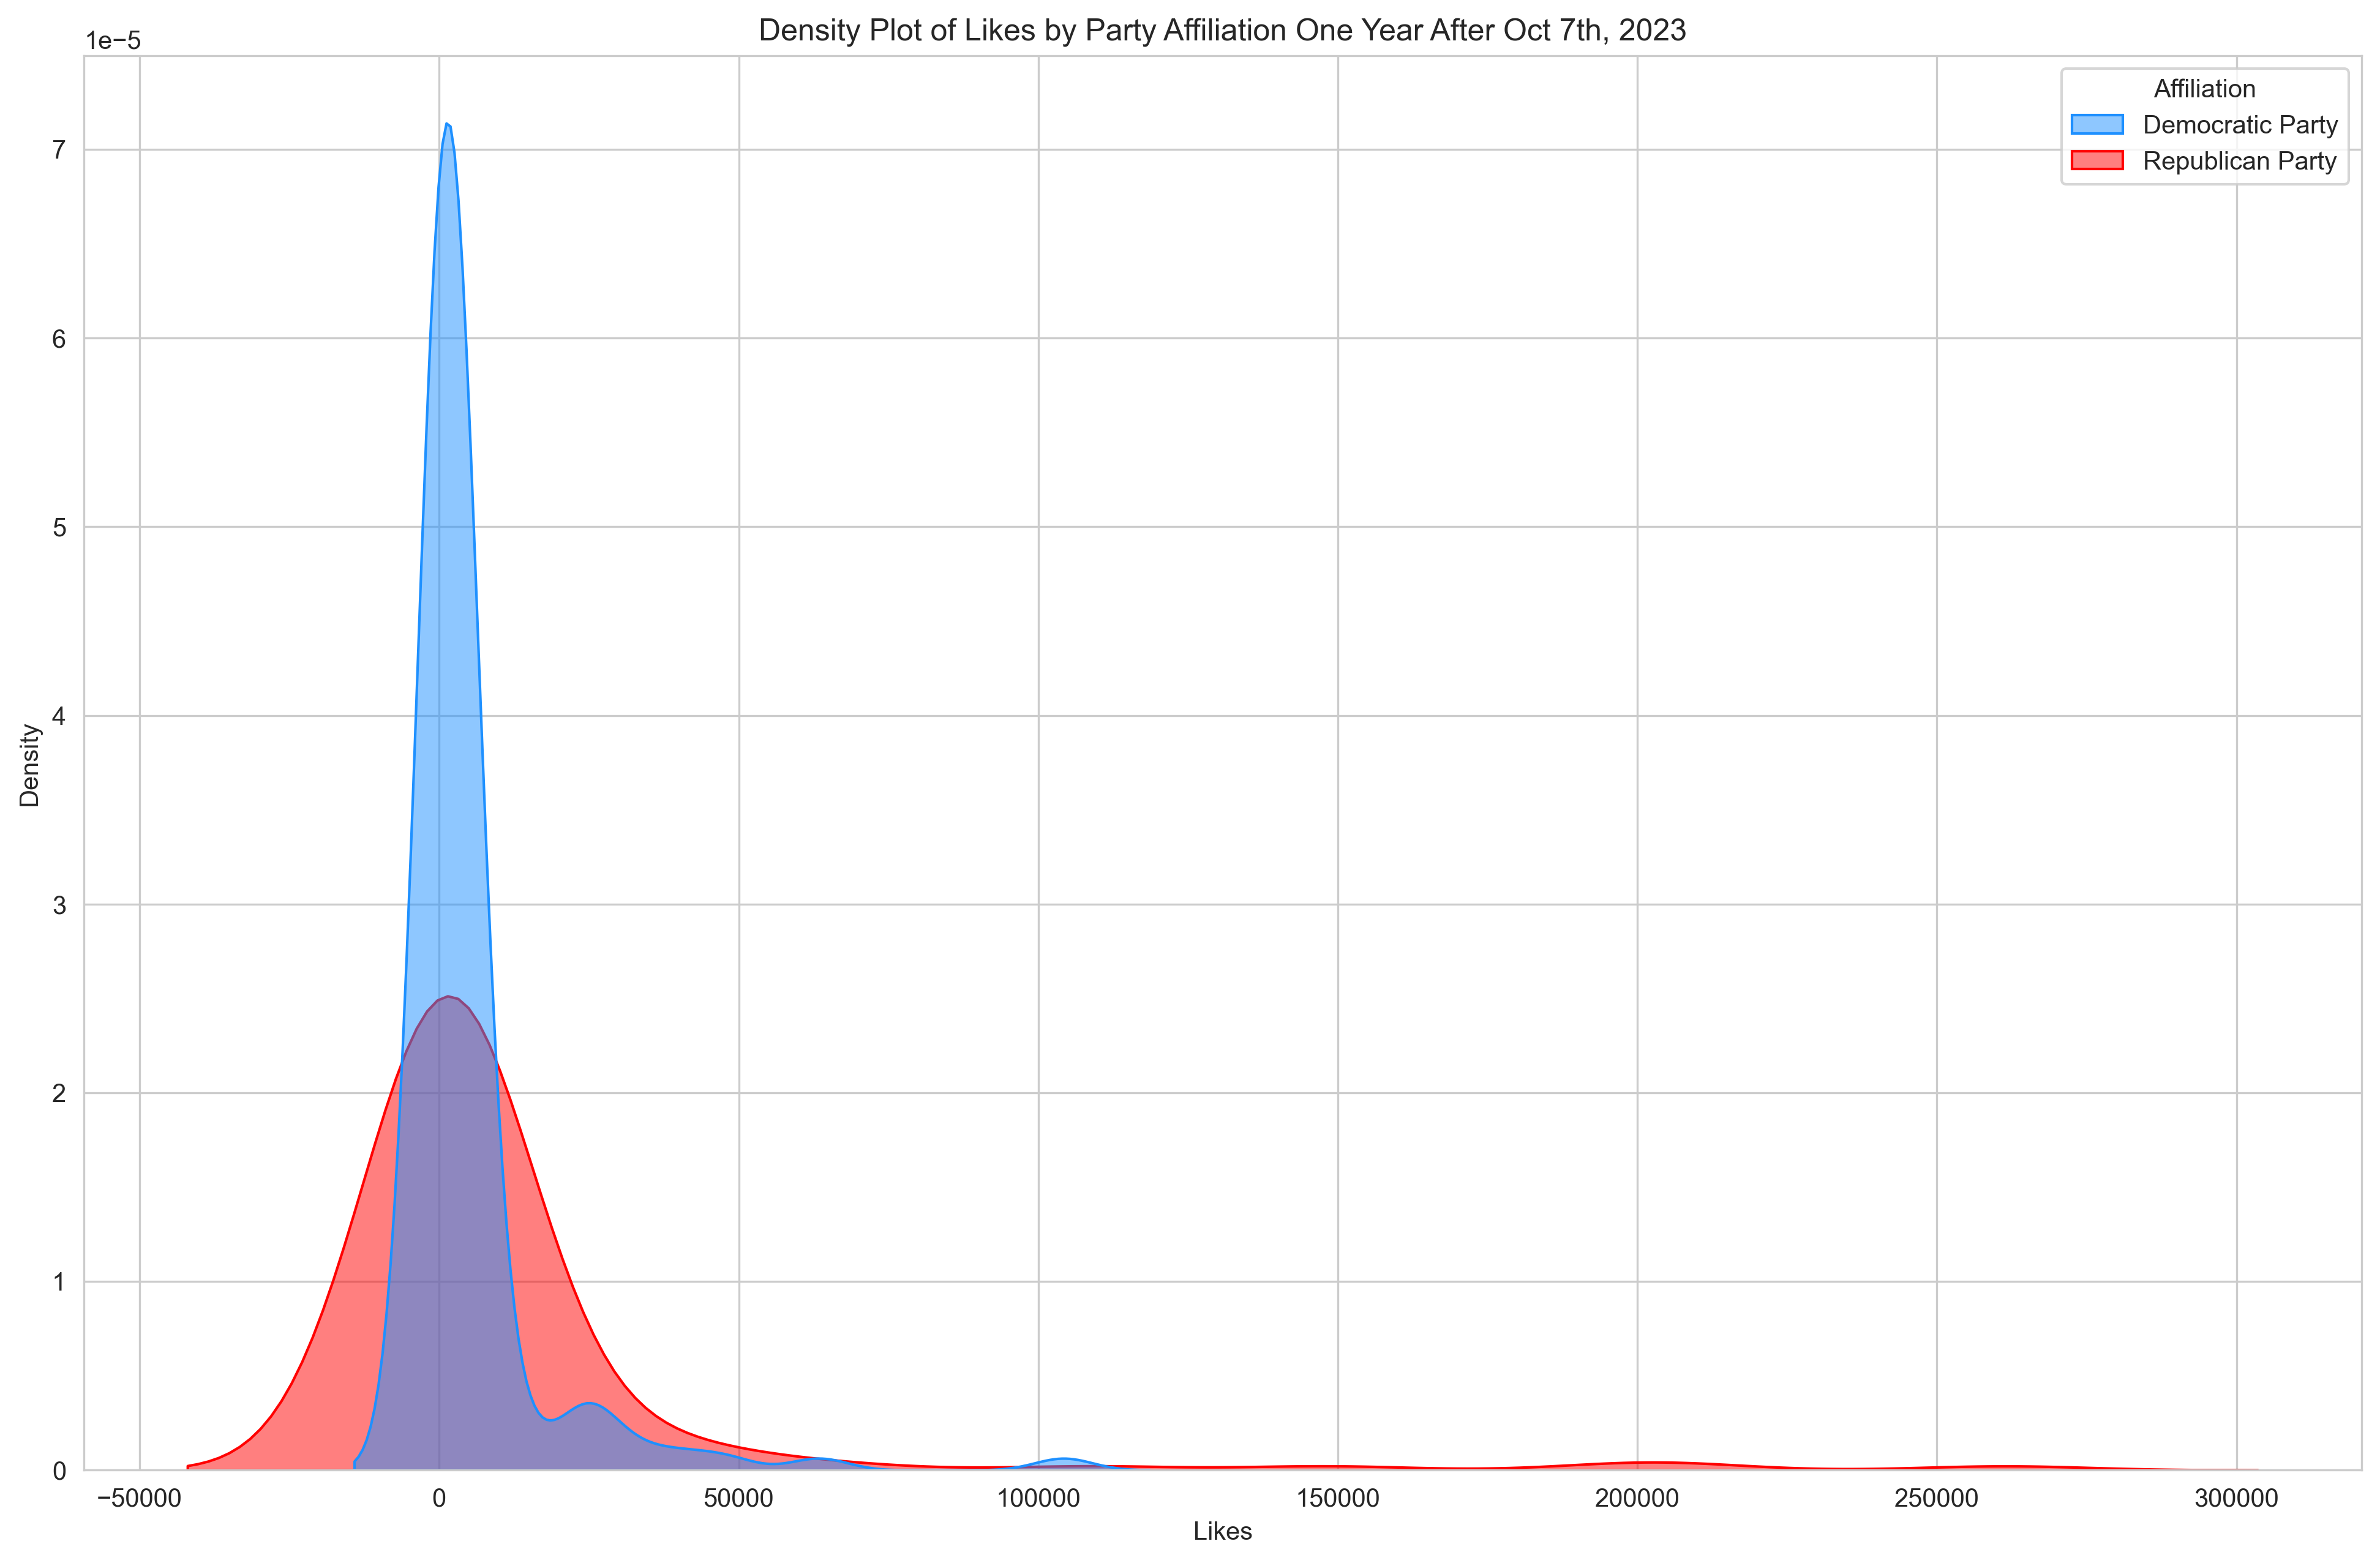 Density Plot of Likes by Party Affiliation One Year After Oct 7th, 2023
1e−5
Affiliation
Democratic Party
Republican Party
7
6
5
4
3
2
1
0
Density
−50000 0 50000 100000 150000 200000 250000 300000
Likes